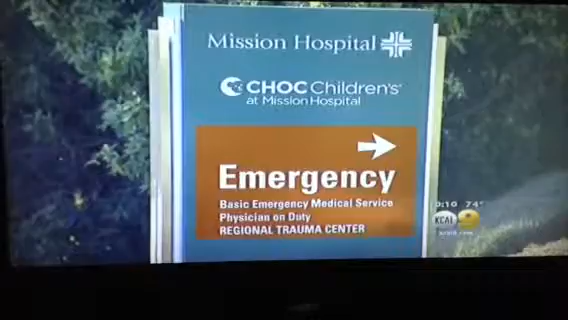 Mission Hospital
CHOC Children's
at Mission Hospital
Emergency
Basic Emergency Medical Service
Physician on Duty
REGIONAL TRAUMA CENTER
74°
9